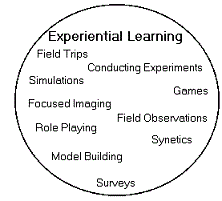 Experiential Learning
Field Trips
Conducting Experiments
Simulations
Games
Focused Imaging
Field Observations
Role Playing
Synetics
Model Building
Surveys